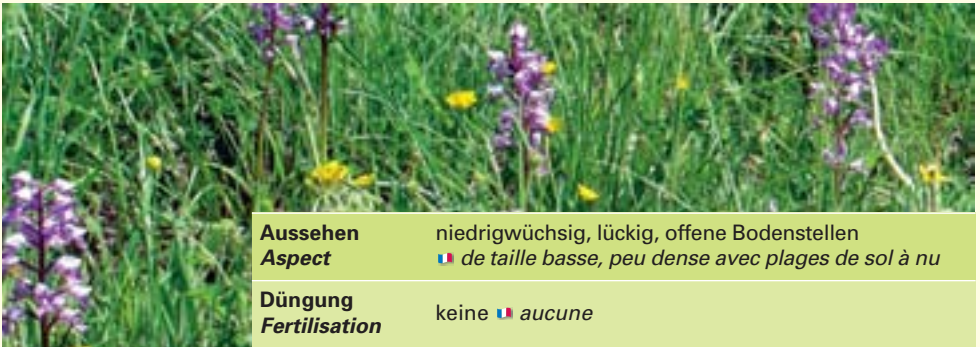 Aussehen niedrigwüchsig, lückig, offene Bodenstellen
Aspect de taille basse, peu dense avec plages de sol à nu
Düngung
Fertilisation
keine aucune